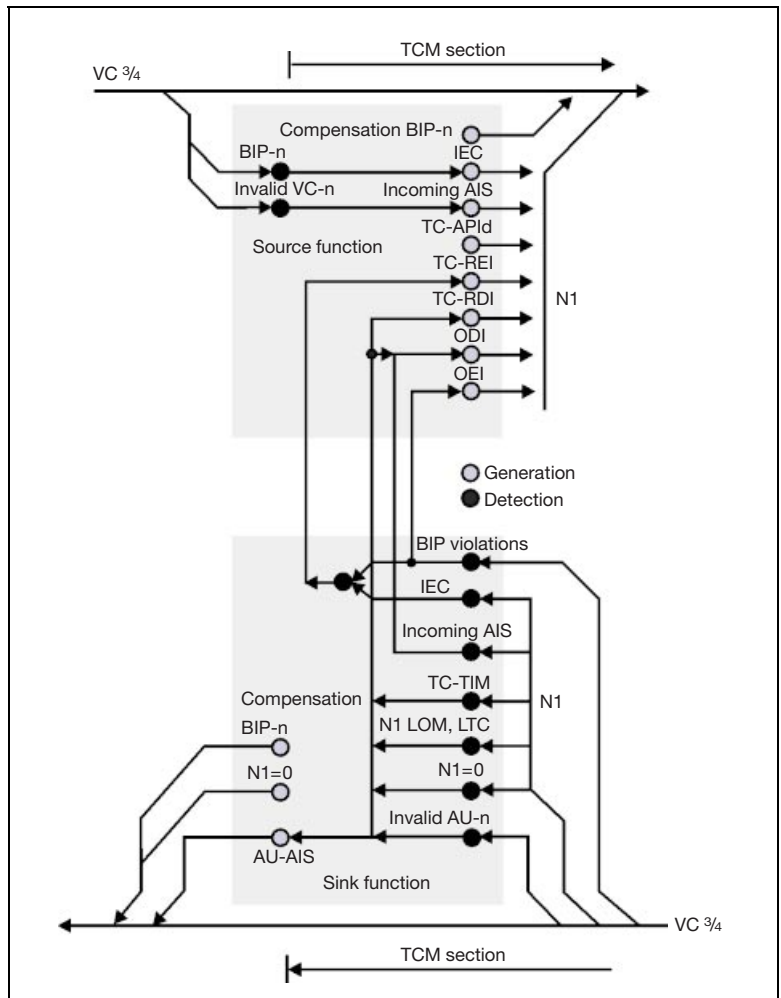 TCM section
VC 3/4
Compensation BIP-n
BIP-n
IEC
Invalid VC-n
Incoming AIS
TC-APId
Source function
TC-REI
TC-RDI
N1
ODI
OEI
Generation
Detection
BIP violations
IEC
Incoming AIS
TC-TIM
Compensation
N1
BIP-n
N1 LOM, LTC
N1=0
N1=0
Invalid AU-n
AU-AIS
Sink function
VC 3/4
TCM section